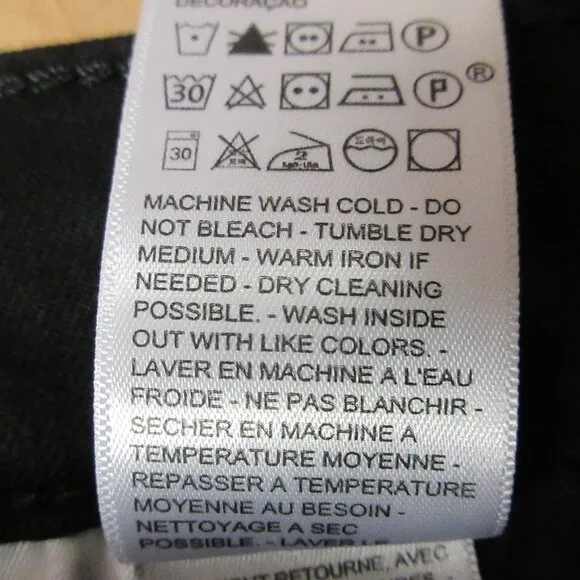 DECORAÇÃO
P
30 P ®
30
MACHINE WASH COLD - DO
NOT BLEACH - TUMBLE DRY
MEDIUM - WARM IRON IF
NEEDED - DRY CLEANING
POSSIBLE. - WASH INSIDE
OUT WITH LIKE COLORS. -
LAVER EN MACHINE A L'EAU
FROIDE - NE PAS BLANCHIR -
SECHER EN MACHINE A
TEMPERATURE MOYENNE -
REPASSER A TEMPERATURE
MOYENNE AU BESOIN -
NETTOYAGE A SEC
POSSIBLE. - LAVER LE
RETOURNE, AVEC